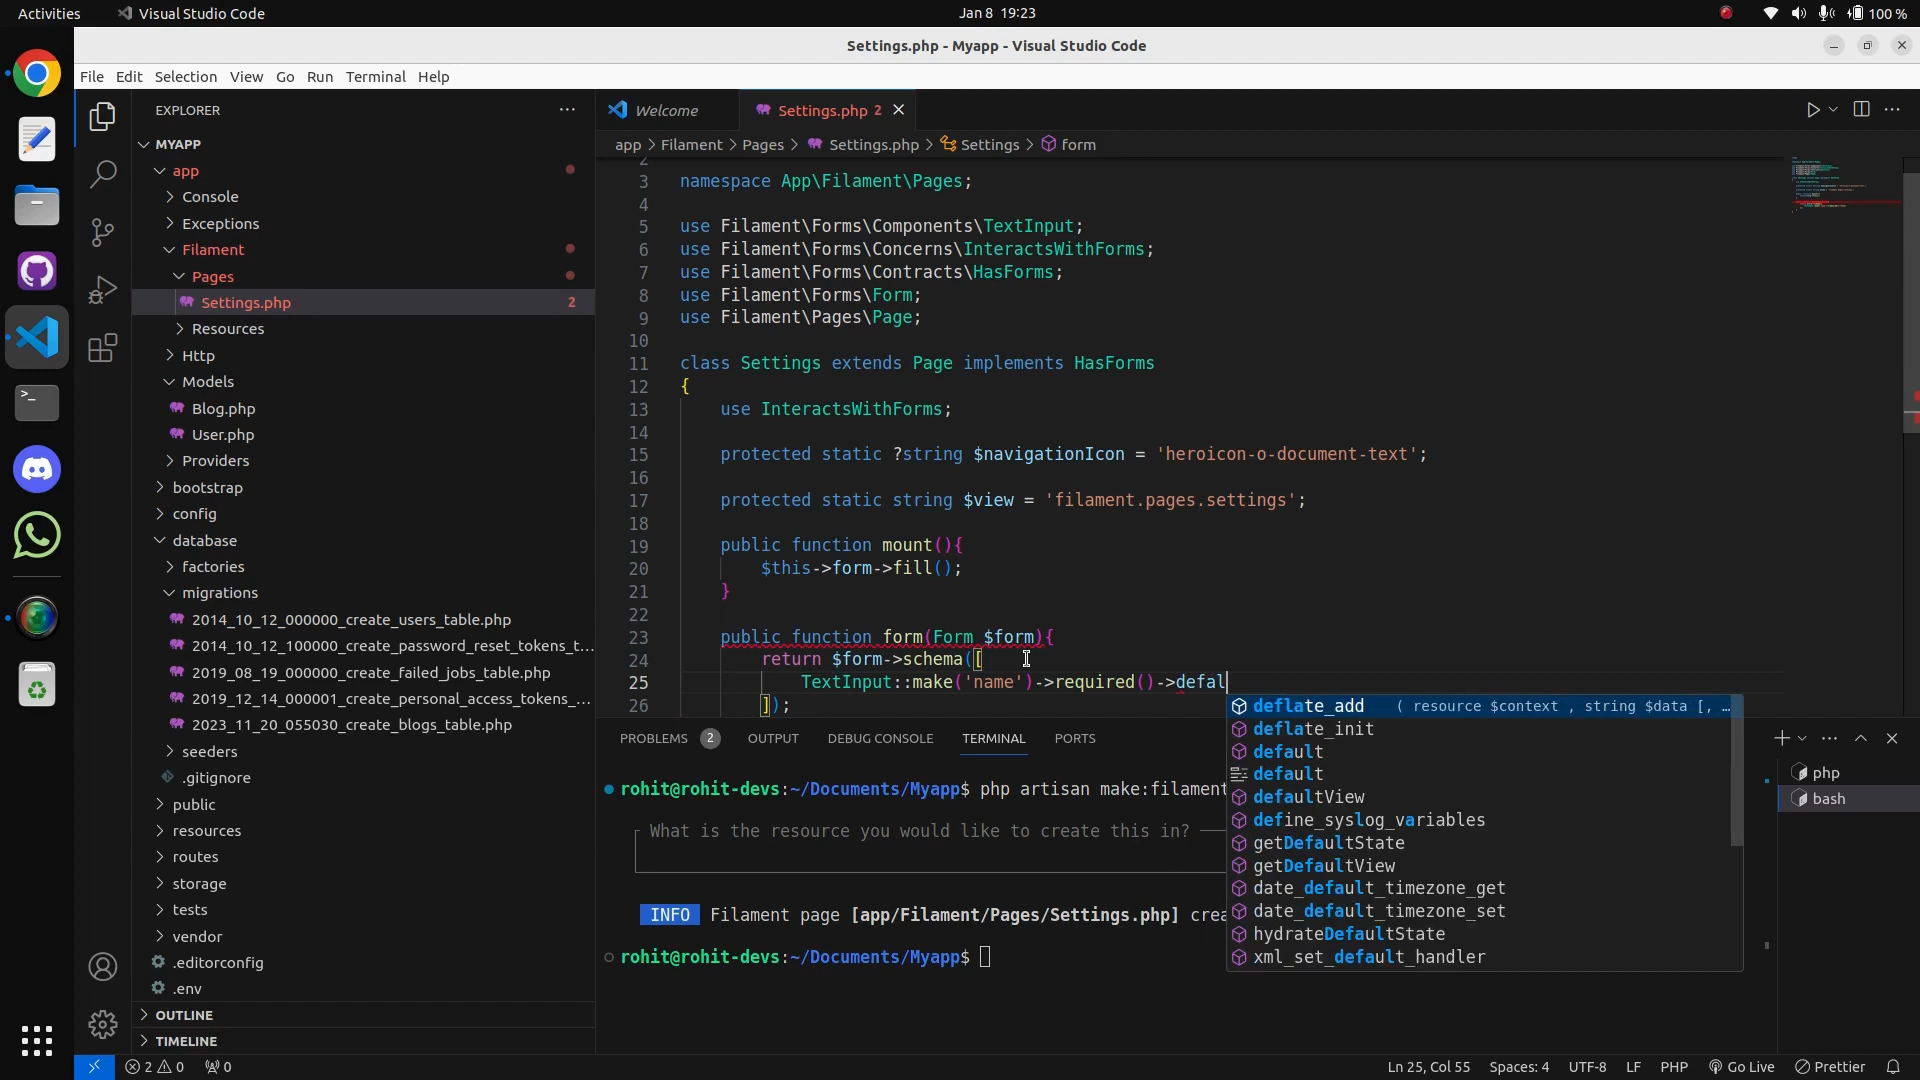 Activities
Visual Studio Code
Jan 8 19:23
100 %
Settings.php - Myapp - Visual Studio Code
File Edit Selection View Go Run Terminal Help
EXPLORER
MYAPP
app
Console
Exceptions
Filament
Pages
Settings.php 2
Resources
Http
Models
Blog.php
User.php
Providers
bootstrap
config
database
factories
migrations
2014_10_12_000000_create_users_table.php
2014_10_12_100000_create_password_reset_tokens_t...
2019_08_19_000000_create_failed_jobs_table.php
2019_12_14_000001_create_personal_access_tokens_...
2023_11_20_055030_create_blogs_table.php
seeders
.gitignore
public
resources
routes
storage
tests
vendor
.editorconfig
.env
OUTLINE
TIMELINE
Welcome
Settings.php 2
app > Filament > Pages > Settings.php > Settings > Form
2
3 namespace App\Filament\Pages;
4
5 use Filament\Forms\Components\TextInput;
6 use Filament\Forms\Concerns\InteractsWithForms;
7 use Filament\Forms\Contracts\HasForms;
8 use Filament\Forms\Form;
9 use Filament\Pages\Page;
10
11 class Settings extends Page implements HasForms
12 {
13 use InteractsWithForms;
14
15 protected static ?string $navigationIcon = 'heroicon-o-document-text';
16
17 protected static string $view = 'filament.pages.settings';
18
19 public function mount(){
20 $this->form->fill();
21 }
22
23 public function form(Form $form){
24 return $form->schema([
25 TextInput::make('name')->required()->defal
26 ]);
deflate_add ( resource $context , string $data [, …
deflate_init
default
default
defaultView
define_syslog_variables
getDefaultState
getDefaultView
date_default_timezone_get
date_default_timezone_set
hydrateDefaultState
xml_set_default_handler
PROBLEMS 2 OUTPUT DEBUG CONSOLE TERMINAL PORTS
rohit@rohit-devs:~/Documents/Myapp$ php artisan make:filament
What is the resource you would like to create this in?
INFO Filament page [app/Filament/Pages/Settings.php] crea
rohit@rohit-devs:~/Documents/Myapp$
php
bash
2 0 0
Ln 25, Col 55 Spaces: 4 UTF-8 LF PHP Go Live Prettier